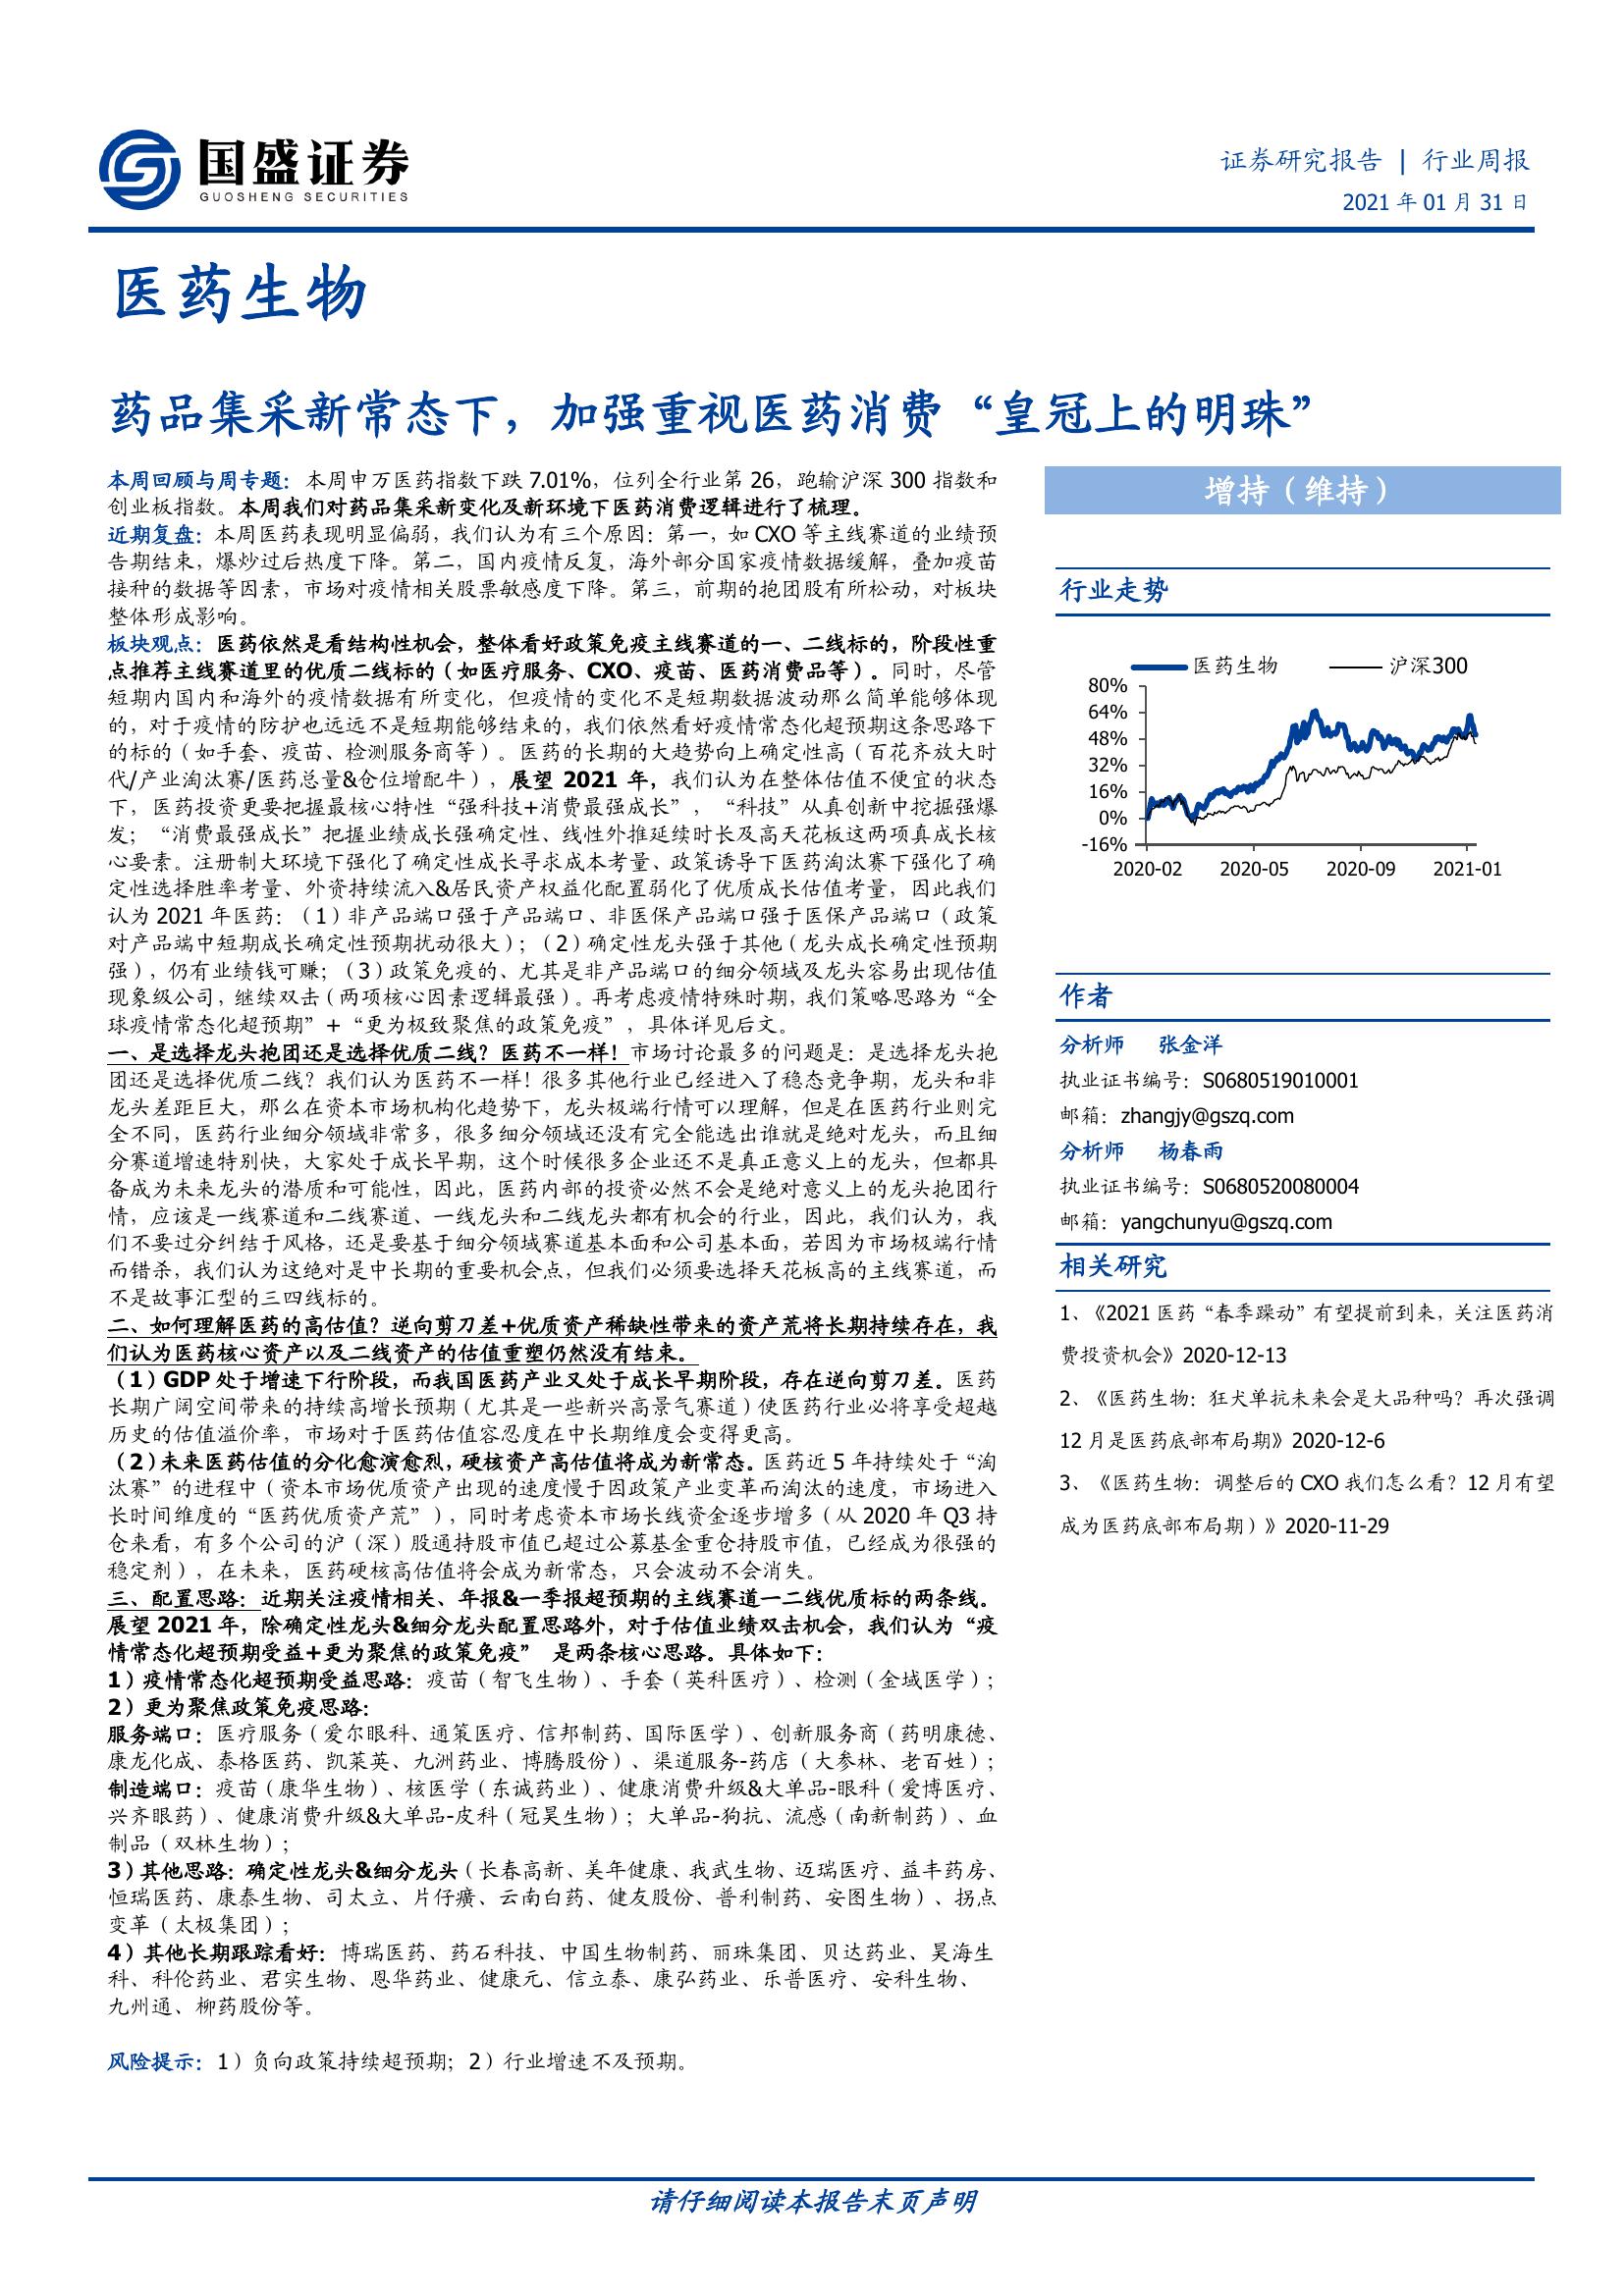 国盛证券
GUOSHENG SECURITIES
证券研究报告 | 行业周报
2021 年 01 月 31 日
医药生物
药品集采新常态下，加强重视医药消费“皇冠上的明珠”
本周回顾与周专题：本周申万医药指数下跌 7.01%，位列全行业第 26，跑输沪深 300 指数和
创业板指数。本周我们对药品集采新变化及新环境下医药消费逻辑进行了梳理。
近期复盘：本周医药表现明显偏弱，我们认为有三个原因：第一，如 CXO 等主线赛道的业绩预
告期结束，爆炒过后热度下降。第二，国内疫情反复，海外部分国家疫情数据缓解，叠加疫苗
接种的数据等因素，市场对疫情相关股票敏感度下降。第三，前期的抱团股有所松动，对板块
整体形成影响。
板块观点：医药依然是看结构性机会，整体看好政策免疫主线赛道的一、二线标的，阶段性重
点推荐主线赛道里的优质二线标的（如医疗服务、CXO、疫苗、医药消费品等）。同时，尽管
短期内国内和海外的疫情数据有所变化，但疫情的变化不是短期数据波动那么简单能够体现
的，对于疫情的防护也远远不是短期能够结束的，我们依然看好疫情常态化超预期这条思路下
的标的（如手套、疫苗、检测服务商等）。医药的长期的大趋势向上确定性高（百花齐放大时
代/产业淘汰赛/医药总量&仓位增配牛），展望 2021 年，我们认为在整体估值不便宜的状态
下，医药投资更要把握最核心特性“强科技+消费最强成长”，“科技”从真创新中挖掘强爆
发；“消费最强成长”把握业绩成长强确定性、线性外推延续时长及高天花板这两项真成长核
心要素。注册制大环境下强化了确定性成长寻求成本考量、政策诱导下医药淘汰赛下强化了确
定性选择胜率考量、外资持续流入&居民资产权益化配置弱化了优质成长估值考量，因此我们
认为 2021 年医药：（1）非产品端口强于产品端口、非医保产品端口强于医保产品端口（政策
对产品端中短期成长确定性预期扰动很大）；（2）确定性龙头强于其他（龙头成长确定性预期
强），仍有业绩钱可赚；（3）政策免疫的、尤其是非产品端口的细分领域及龙头容易出现估值
现象级公司，继续双击（两项核心因素逻辑最强）。再考虑疫情特殊时期，我们策略思路为“全
球疫情常态化超预期”+“更为极致聚焦的政策免疫”，具体详见后文。
一、是选择龙头抱团还是选择优质二线？医药不一样！市场讨论最多的问题是：是选择龙头抱
团还是选择优质二线？我们认为医药不一样！很多其他行业已经进入了稳态竞争期，龙头和非
龙头差距巨大，那么在资本市场机构化趋势下，龙头极端行情可以理解，但是在医药行业则完
全不同，医药行业细分领域非常多，很多细分领域还没有完全能选出谁就是绝对龙头，而且细
分赛道增速特别快，大家处于成长早期，这个时候很多企业还不是真正意义上的龙头，但都具
备成为未来龙头的潜质和可能性，因此，医药内部的投资必然不会是绝对意义上的龙头抱团行
情，应该是一线赛道和二线赛道、一线龙头和二线龙头都有机会的行业，因此，我们认为，我
们不要过分纠结于风格，还是要基于细分领域赛道基本面和公司基本面，若因为市场极端行情
而错杀，我们认为这绝对是中长期的重要机会点，但我们必须要选择天花板高的主线赛道，而
不是故事汇型的三四线标的。
二、如何理解医药的高估值？逆向剪刀差+优质资产稀缺性带来的资产荒将长期持续存在，我
们认为医药核心资产以及二线资产的估值重塑仍然没有结束。
（1）GDP 处于增速下行阶段，而我国医药产业又处于成长早期阶段，存在逆向剪刀差。医药
长期广阔空间带来的持续高增长预期（尤其是一些新兴高景气赛道）使医药行业必将享受超越
历史的估值溢价率，市场对于医药估值容忍度在中长期维度会变得更高。
（2）未来医药估值的分化愈演愈烈，硬核资产高估值将成为新常态。医药近 5 年持续处于“淘
汰赛”的进程中（资本市场优质资产出现的速度慢于因政策产业变革而淘汰的速度，市场进入
长时间维度的“医药优质资产荒”），同时考虑资本市场长线资金逐步增多（从 2020 年 Q3 持
仓来看，有多个公司的沪（深）股通持股市值已超过公募基金重仓持股市值，已经成为很强的
稳定剂），在未来，医药硬核高估值将会成为新常态，只会波动不会消失。
三、配置思路：近期关注疫情相关、年报&一季报超预期的主线赛道一二线优质标的两条线。
展望 2021 年，除确定性龙头&细分龙头配置思路外，对于估值业绩双击机会，我们认为“疫
情常态化超预期受益+更为聚焦的政策免疫” 是两条核心思路。具体如下：
1）疫情常态化超预期受益思路：疫苗（智飞生物）、手套（英科医疗）、检测（金域医学）；
2）更为聚焦政策免疫思路：
服务端口：医疗服务（爱尔眼科、通策医疗、信邦制药、国际医学）、创新服务商（药明康德、
康龙化成、泰格医药、凯莱英、九洲药业、博腾股份）、渠道服务-药店（大参林、老百姓）；
制造端口：疫苗（康华生物）、核医学（东诚药业）、健康消费升级&大单品-眼科（爱博医疗、
兴齐眼药）、健康消费升级&大单品-皮科（冠昊生物）；大单品-狗抗、流感（南新制药）、血
制品（双林生物）；
3）其他思路：确定性龙头&细分龙头（长春高新、美年健康、我武生物、迈瑞医疗、益丰药房、
恒瑞医药、康泰生物、司太立、片仔癀、云南白药、健友股份、普利制药、安图生物）、拐点
变革（太极集团）；
4）其他长期跟踪看好：博瑞医药、药石科技、中国生物制药、丽珠集团、贝达药业、昊海生
科、科伦药业、君实生物、恩华药业、健康元、信立泰、康弘药业、乐普医疗、安科生物、
九州通、柳药股份等。
风险提示：1）负向政策持续超预期；2）行业增速不及预期。
增持（维持）
行业走势
医药生物 沪深300
80%
64%
48%
32%
16%
0%
-16%
2020-02 2020-05 2020-09 2021-01
作者
分析师 张金洋
执业证书编号：S0680519010001
邮箱：zhangjy@gszq.com
分析师 杨春雨
执业证书编号：S0680520080004
邮箱：yangchunyu@gszq.com
相关研究
1、《2021 医药“春季躁动”有望提前到来，关注医药消
费投资机会》2020-12-13
2、《医药生物：狂犬单抗未来会是大品种吗？再次强调
12 月是医药底部布局期》2020-12-6
3、《医药生物：调整后的 CXO 我们怎么看？12 月有望
成为医药底部布局期）》2020-11-29
请仔细阅读本报告末页声明